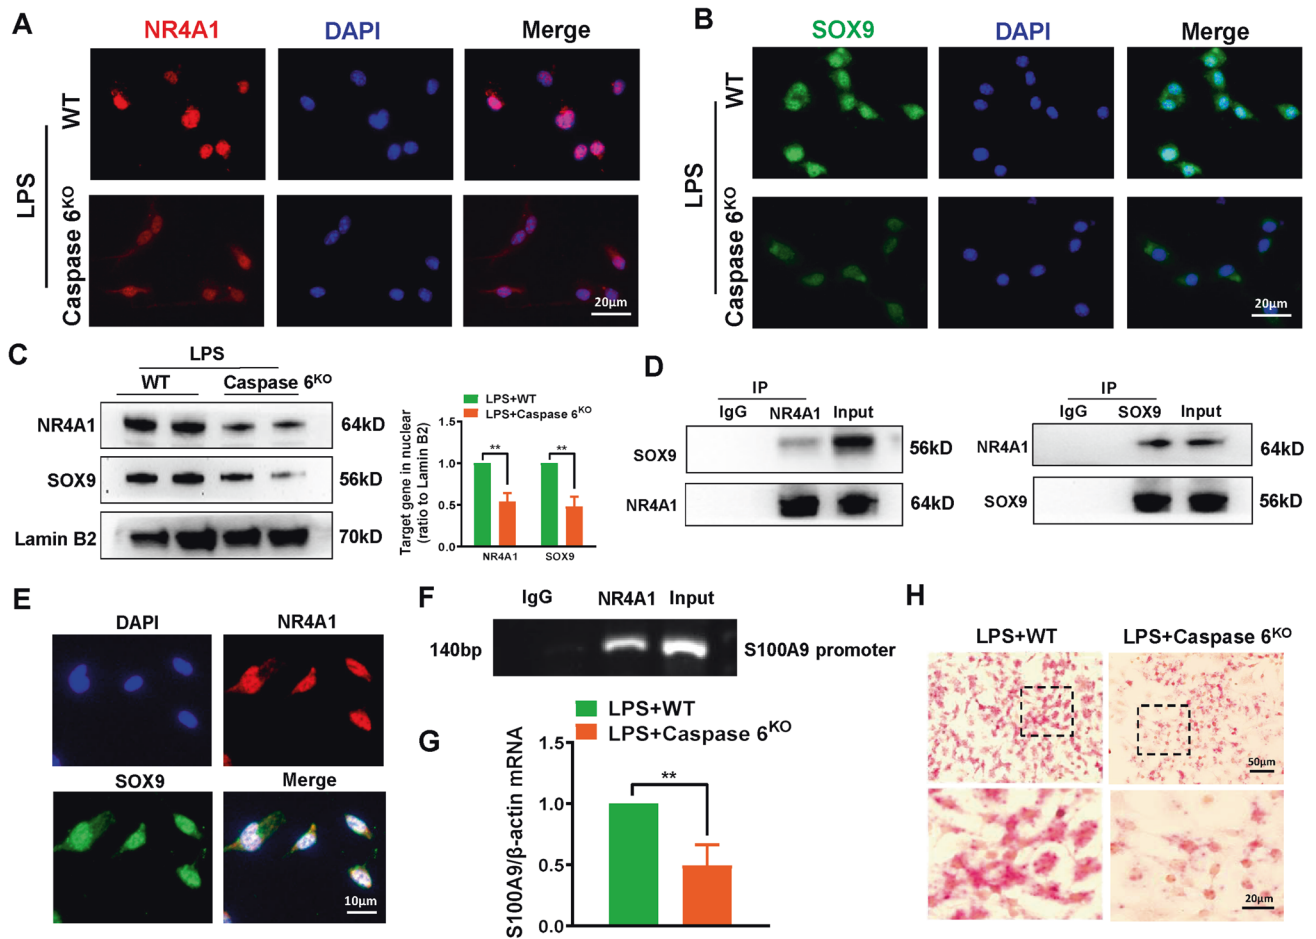 A
NR4A1
DAPI
Merge
LPS
WT
Caspase 6KO
20μm
B
SOX9
DAPI
Merge
LPS
WT
Caspase 6KO
20μm
C
LPS
WT
Caspase 6KO
NR4A1
64kD
SOX9
56kD
Lamin B2
70kD
LPS+WT
LPS+Caspase 6KO
Target gene in nuclear
(ratio to Lamin B2)
1.5
1.0
0.5
0.0
**
**
NR4A1
SOX9
D
IP
IgG
NR4A1
Input
SOX9
56kD
NR4A1
64kD
IP
IgG
SOX9
Input
NR4A1
64kD
SOX9
56kD
E
DAPI
NR4A1
SOX9
Merge
10μm
F
IgG
NR4A1
Input
140bp
S100A9 promoter
G
LPS+WT
LPS+Caspase 6KO
S100A9/β-actin mRNA
1.5
1.0
0.5
0.0
**
H
LPS+WT
LPS+Caspase 6KO
50μm
20μm